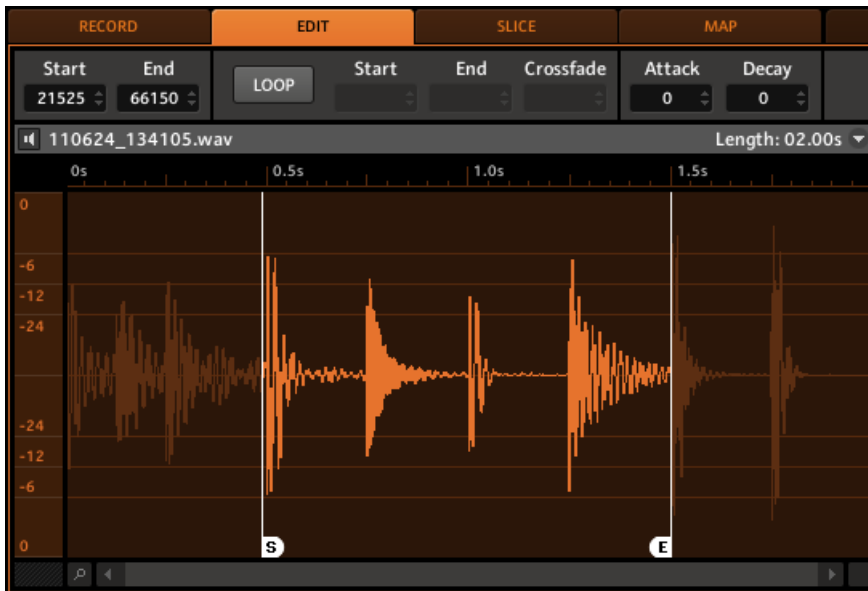 RECORD EDIT SLICE MAP
Start End LOOP Start End Crossfade Attack Decay
21525 66150 0 0
110624_134105.wav Length: 02.00s
0s 0.5s 1.0s 1.5s
0
-6
-12
-24
-24
-12
-6
0
S E